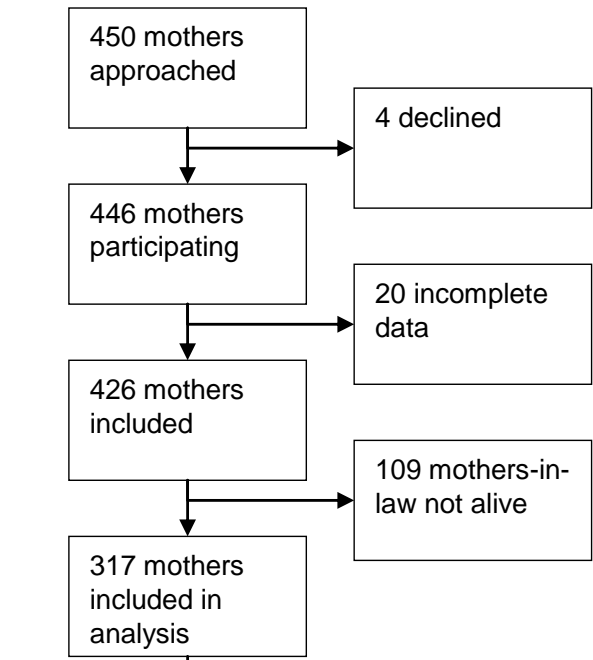 450 mothers
approached
4 declined
446 mothers
participating
20 incomplete
data
426 mothers
included
109 mothers-in-
law not alive
317 mothers
included in
analysis